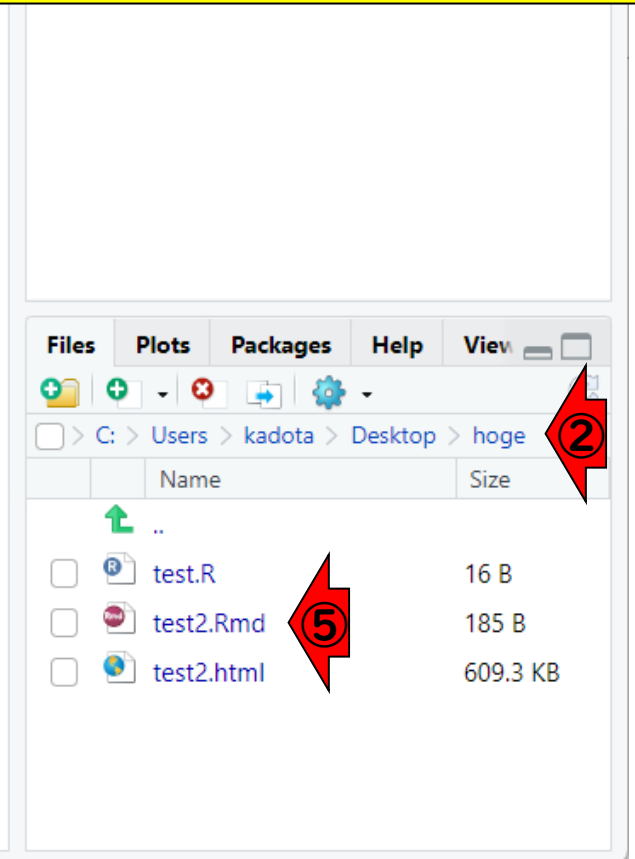 Files Plots Packages Help View
C: > Users > kadota > Desktop > hoge ②
Name Size
..
R test.R 16 B
Rmd test2.Rmd ⑤ 185 B
test2.html 609.3 KB